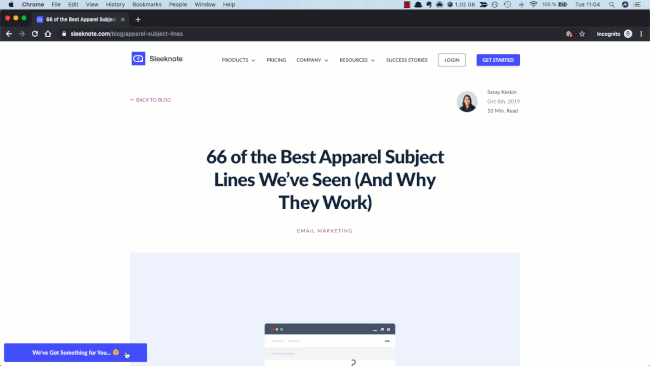 Chrome File Edit View History Bookmarks People Window Help 1.02 GB Tue 11:04
66 of the Best Apparel Subject
sleeknote.com/blog/apparel-subject-lines Incognito
Sleeknote PRODUCTS PRICING COMPANY RESOURCES SUCCESS STORIES LOGIN GET STARTED
← BACK TO BLOG
Seray Keskin
Oct 8th, 2019
10 Min. Read
66 of the Best Apparel Subject
Lines We've Seen (And Why
They Work)
EMAIL MARKETING
We've Got Something for You... 😍